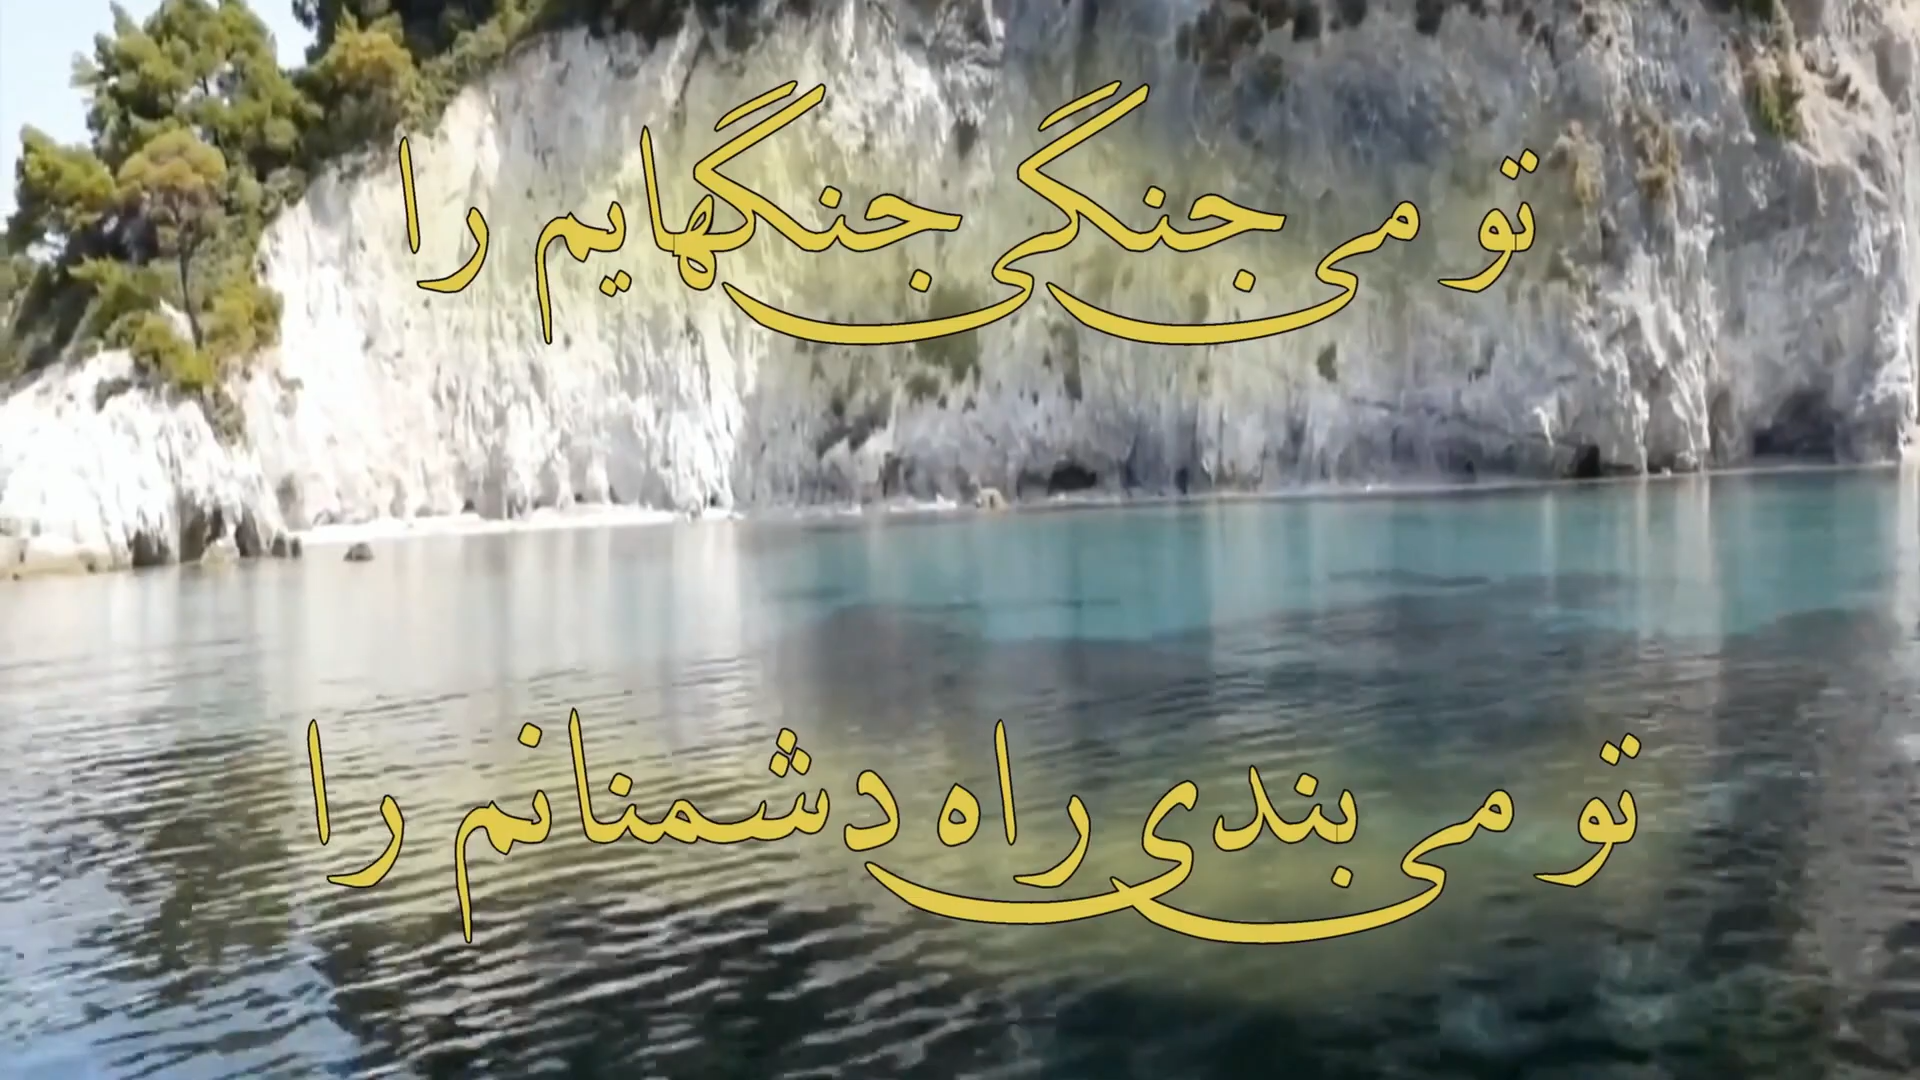 تو می جنگی جنگهایم را
تو می بندی راه دشمنانم را